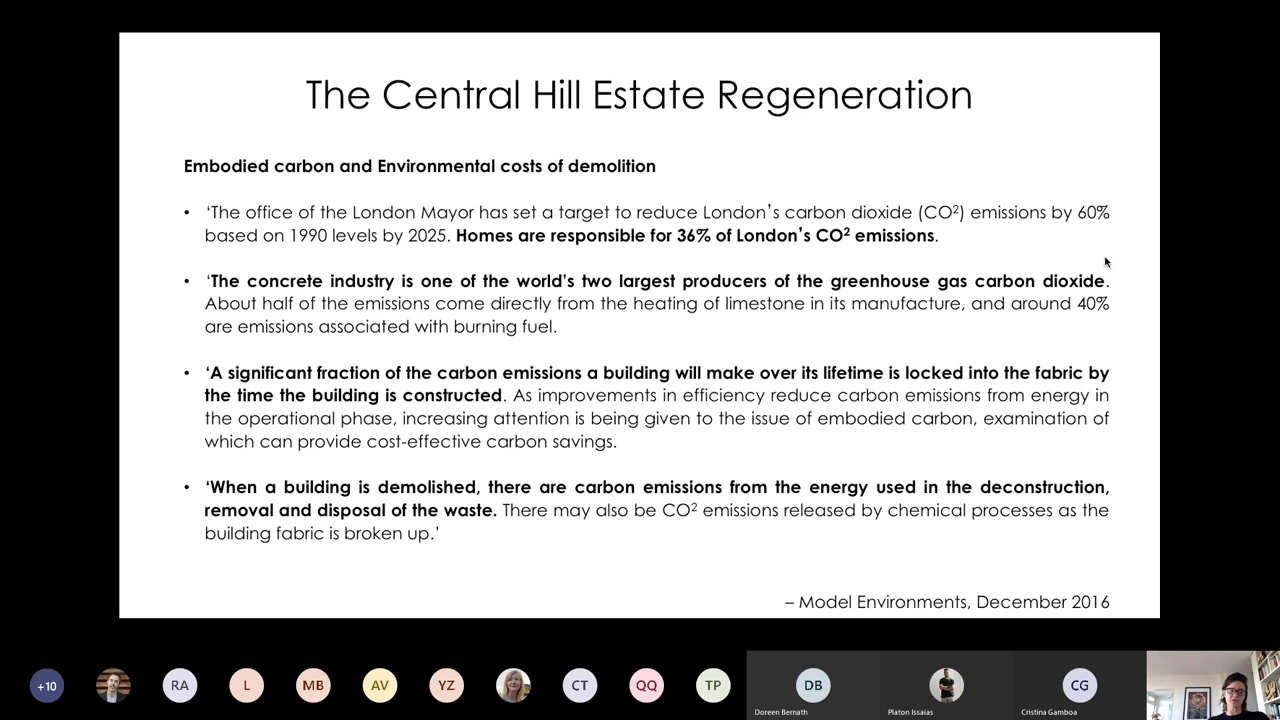 The Central Hill Estate Regeneration
Embodied carbon and Environmental costs of demolition
• ‘The office of the London Mayor has set a target to reduce London’s carbon dioxide (CO²) emissions by 60%
based on 1990 levels by 2025. Homes are responsible for 36% of London’s CO² emissions.
• ‘The concrete industry is one of the world’s two largest producers of the greenhouse gas carbon dioxide.
About half of the emissions come directly from the heating of limestone in its manufacture, and around 40%
are emissions associated with burning fuel.
• ‘A significant fraction of the carbon emissions a building will make over its lifetime is locked into the fabric by
the time the building is constructed. As improvements in efficiency reduce carbon emissions from energy in
the operational phase, increasing attention is being given to the issue of embodied carbon, examination of
which can provide cost-effective carbon savings.
• ‘When a building is demolished, there are carbon emissions from the energy used in the deconstruction,
removal and disposal of the waste. There may also be CO² emissions released by chemical processes as the
building fabric is broken up.’
– Model Environments, December 2016
+10 RA L MB AV YZ CT QQ TP DB CG
Doreen Bernath Platon Issaias Cristina Gamboa